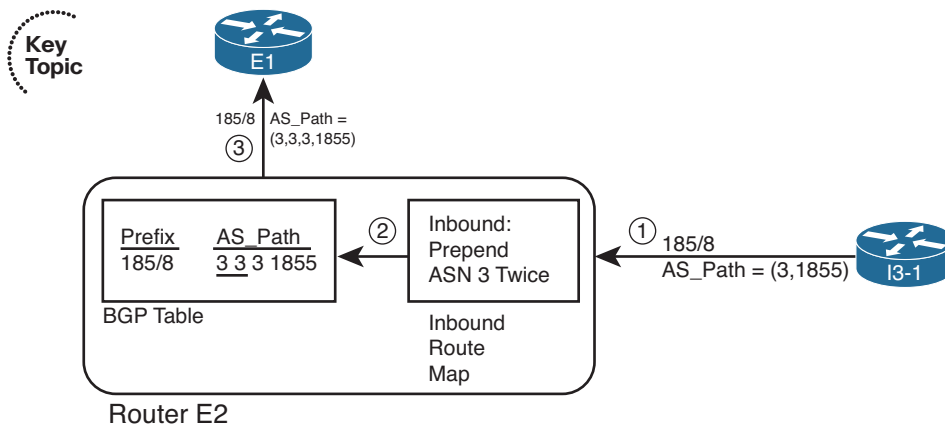 Key
Topic
E1
185/8 AS_Path =
(3,3,3,1855)
3
Prefix AS_Path
185/8 3 3 3 1855
BGP Table
2
Inbound:
Prepend
ASN 3 Twice
Inbound
Route
Map
1
185/8
AS_Path = (3,1855)
I3-1
Router E2